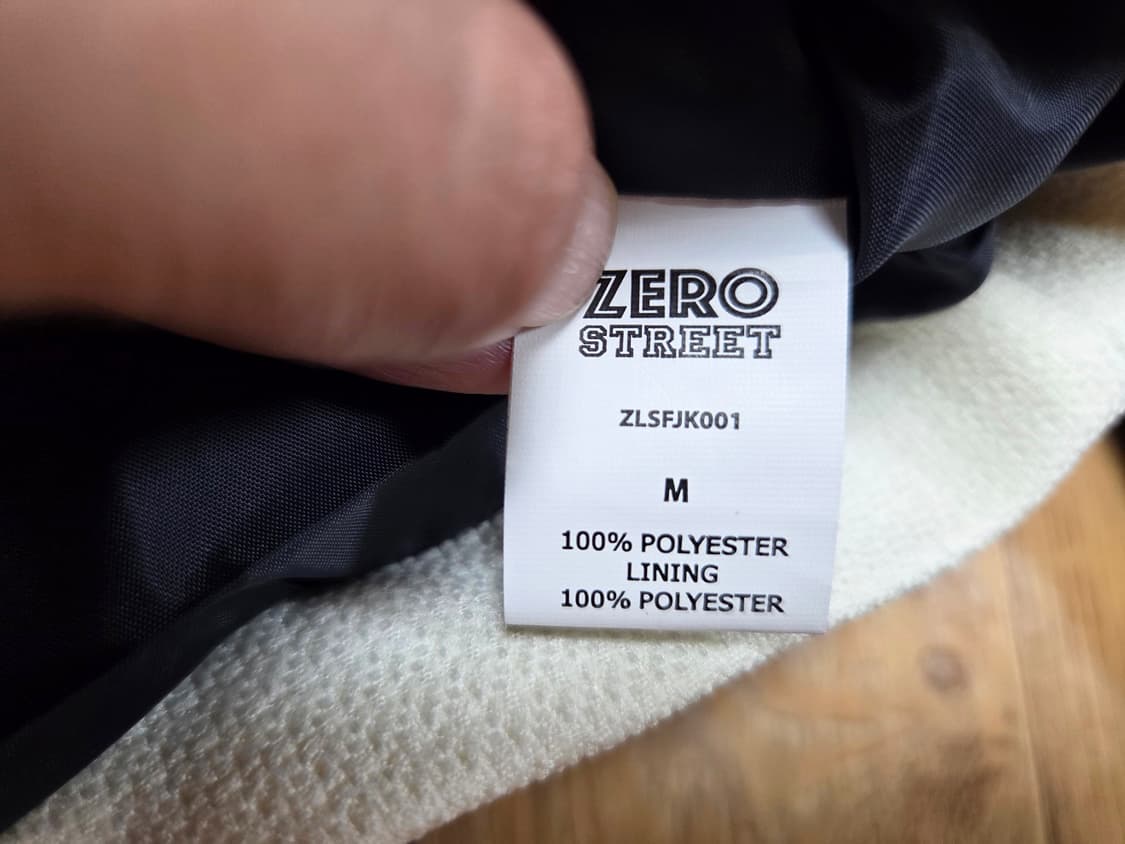 ZERO
STREET
ZLSFJK001
M
100% POLYESTER
LINING
100% POLYESTER